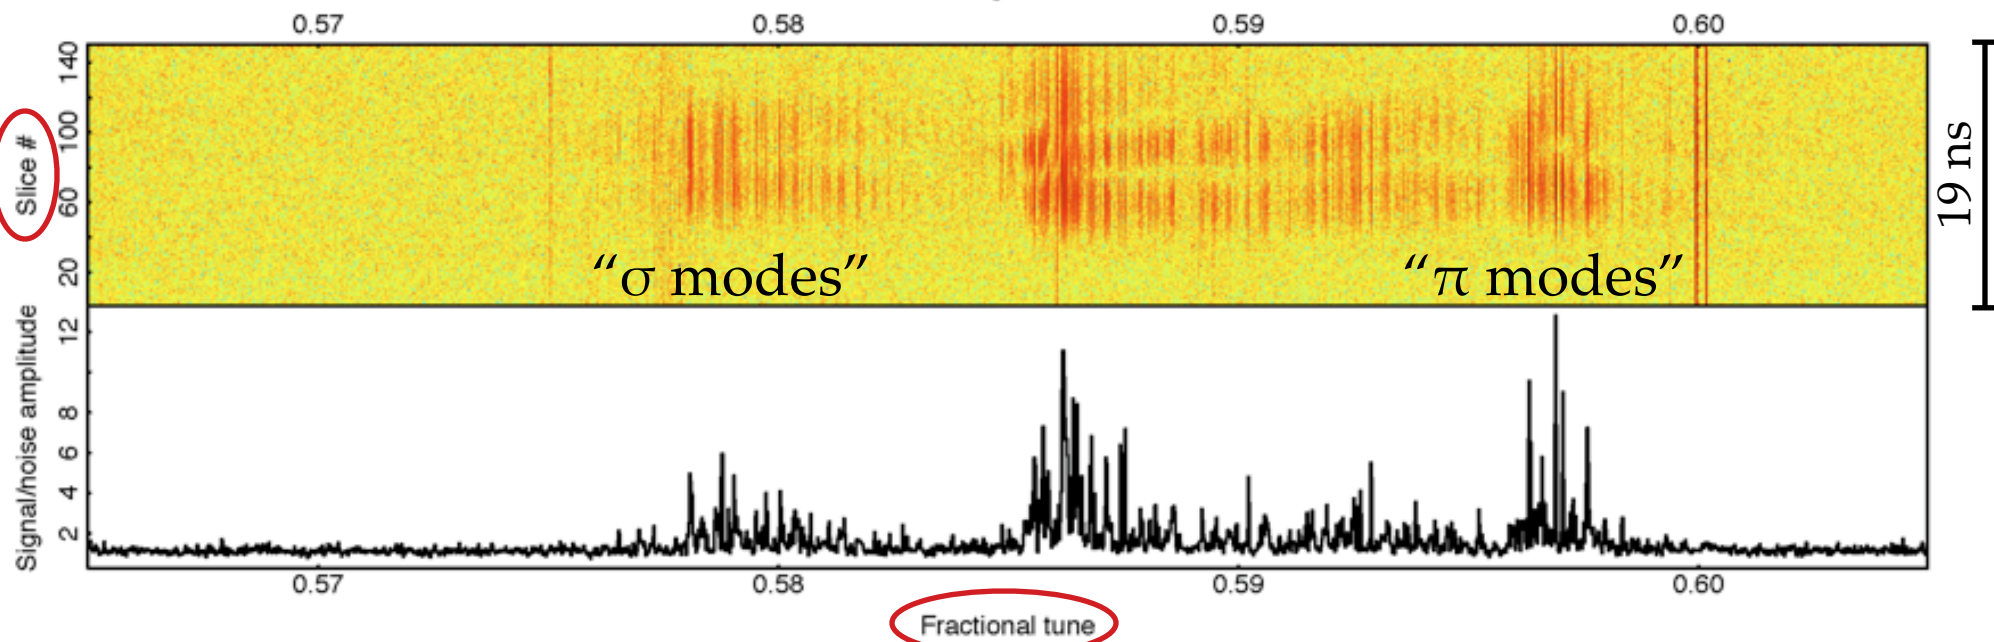 0.57 0.58 0.59 0.60
140
100
60
20
Slice #
19 ns
“σ modes” “π modes”
12
8
6
4
2
Signal/noise amplitude
0.57 0.58 0.59 0.60
Fractional tune